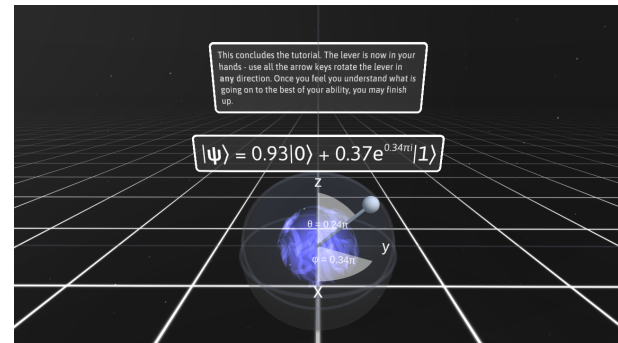 This concludes the tutorial. The lever is now in your
hands - use all the arrow keys rotate the lever in
any direction. Once you feel you understand what is
going on to the best of your ability, you may finish
up.
|ψ⟩ = 0.93|0⟩ + 0.37e^{0.34πi}|1⟩
z
θ = 0.24π
y
φ = 0.34π
X